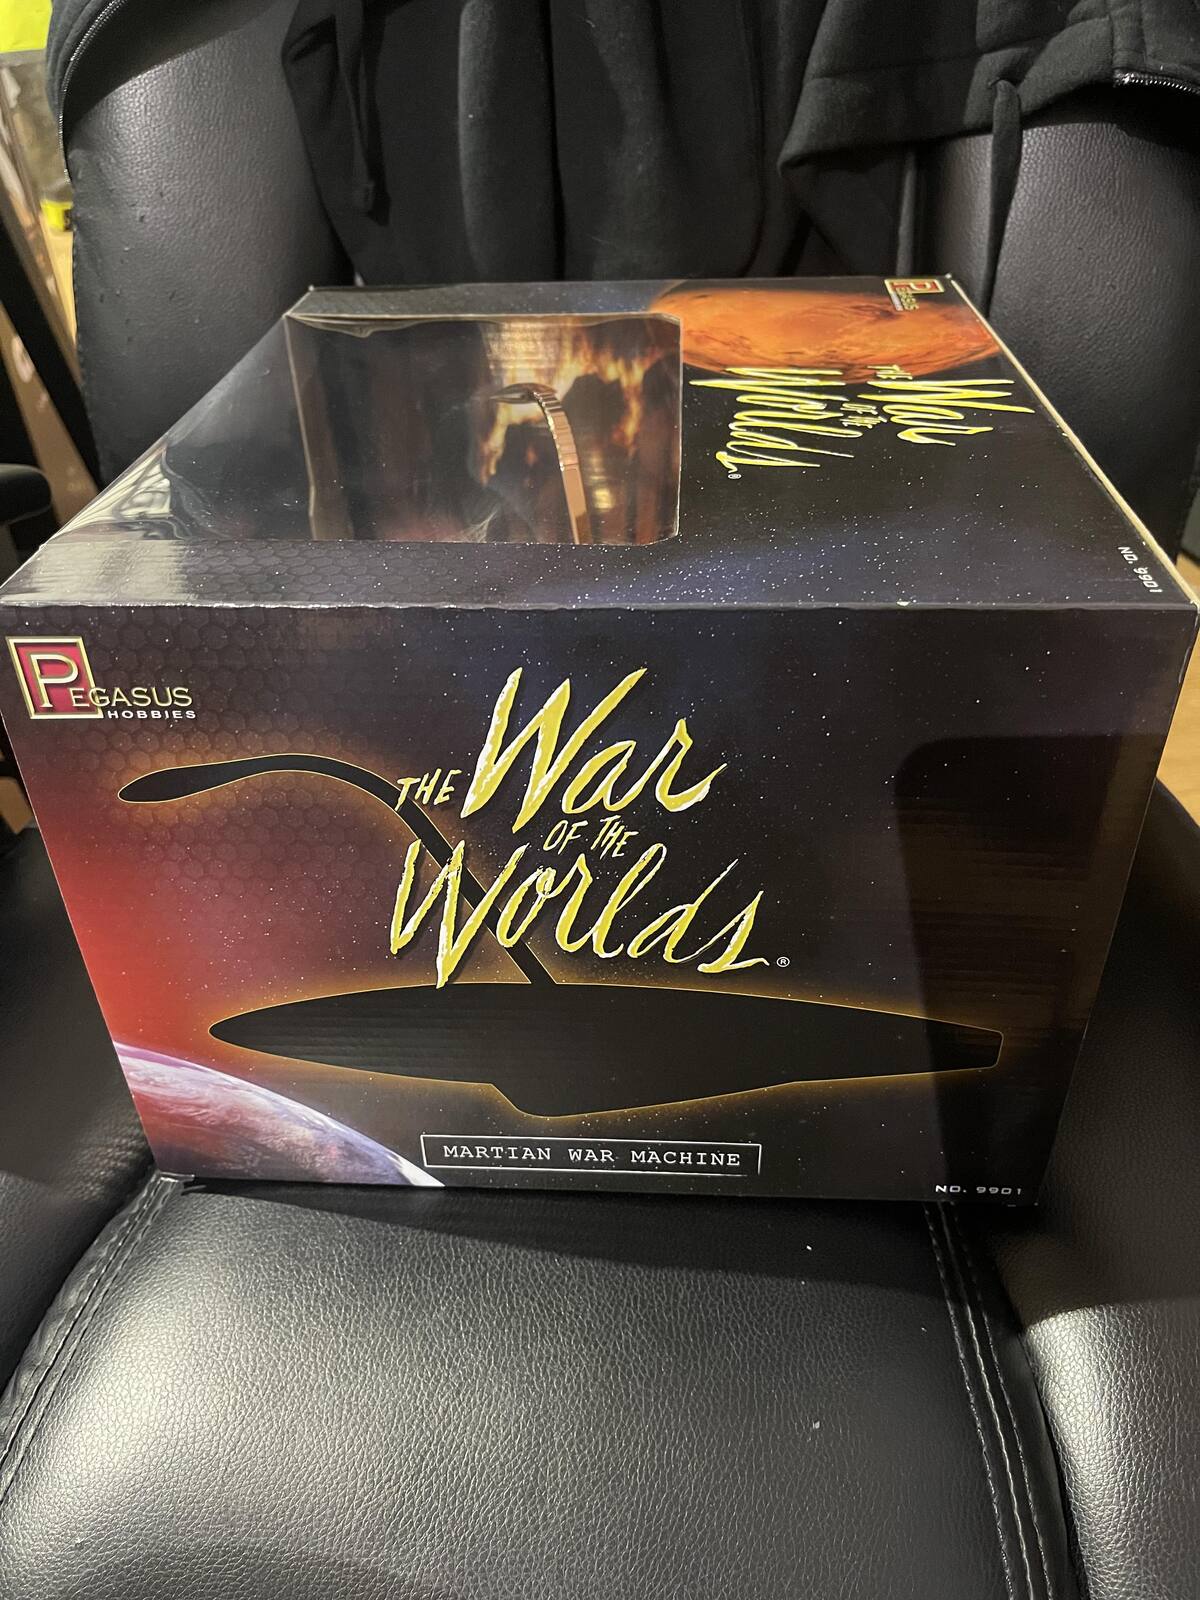 PEGASUS
HOBBIES
THE War
OF THE
Worlds®
NO. 9901
PEGASUS
HOBBIES
THE War
OF THE
Worlds®
MARTIAN WAR MACHINE
NO. 9901